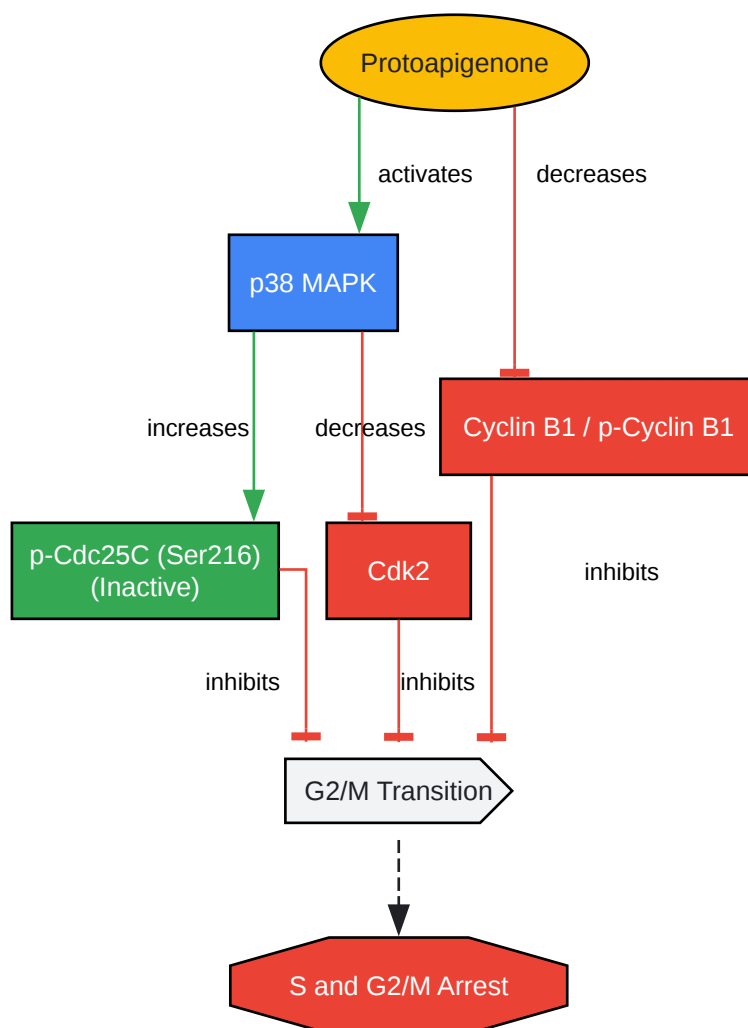 Protoapigenone
activates
decreases
p38 MAPK
increases
decreases
Cyclin B1 / p-Cyclin B1
p-Cdc25C (Ser216)
(Inactive)
Cdk2
inhibits
inhibits
inhibits
G2/M Transition
S and G2/M Arrest